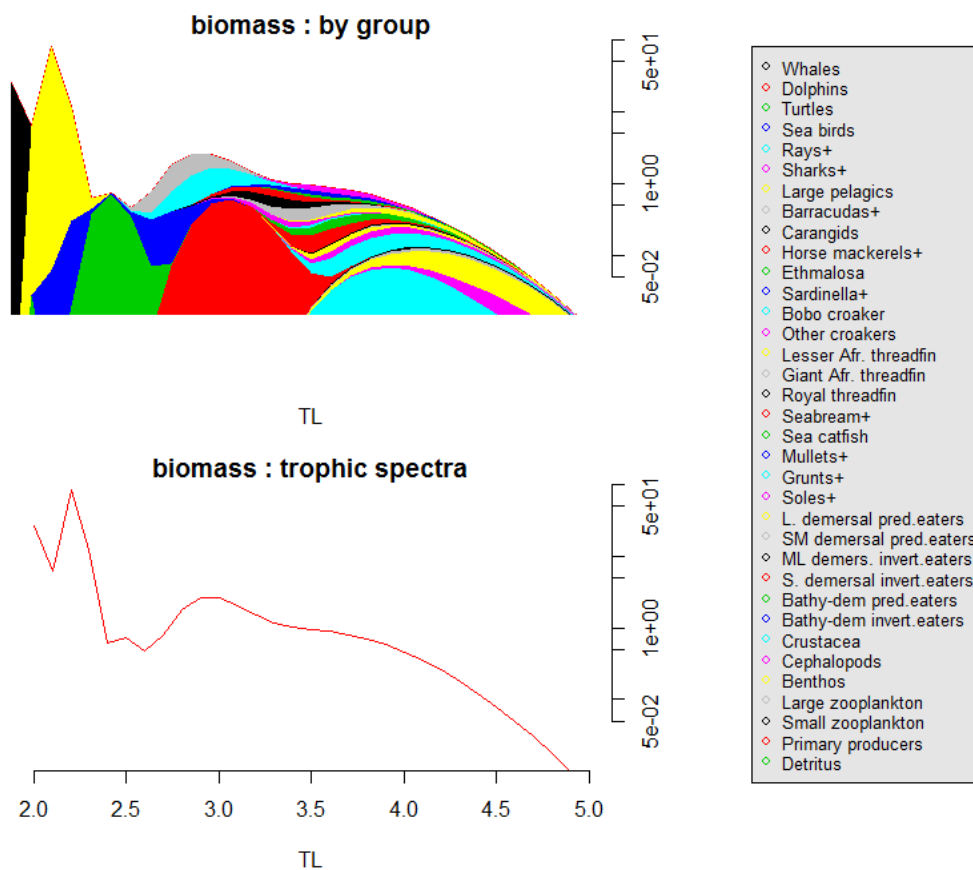 biomass : by group
5e+01
1e+00
5e-02
TL
biomass : trophic spectra
5e+01
1e+00
5e-02
2.0 2.5 3.0 3.5 4.0 4.5 5.0
TL
Whales
Dolphins
Turtles
Sea birds
Rays+
Sharks+
Large pelagics
Barracudas+
Carangids
Horse mackerels+
Ethmalosa
Sardinella+
Bobo croaker
Other croakers
Lesser Afr. threadfin
Giant Afr. threadfin
Royal threadfin
Seabream+
Sea catfish
Mullets+
Grunts+
Soles+
L. demersal pred.eaters
SM demersal pred.eaters
ML demers. invert.eaters
S. demersal invert.eaters
Bathy-dem pred.eaters
Bathy-dem invert.eaters
Crustacea
Cephalopods
Benthos
Large zooplankton
Small zooplankton
Primary producers
Detritus